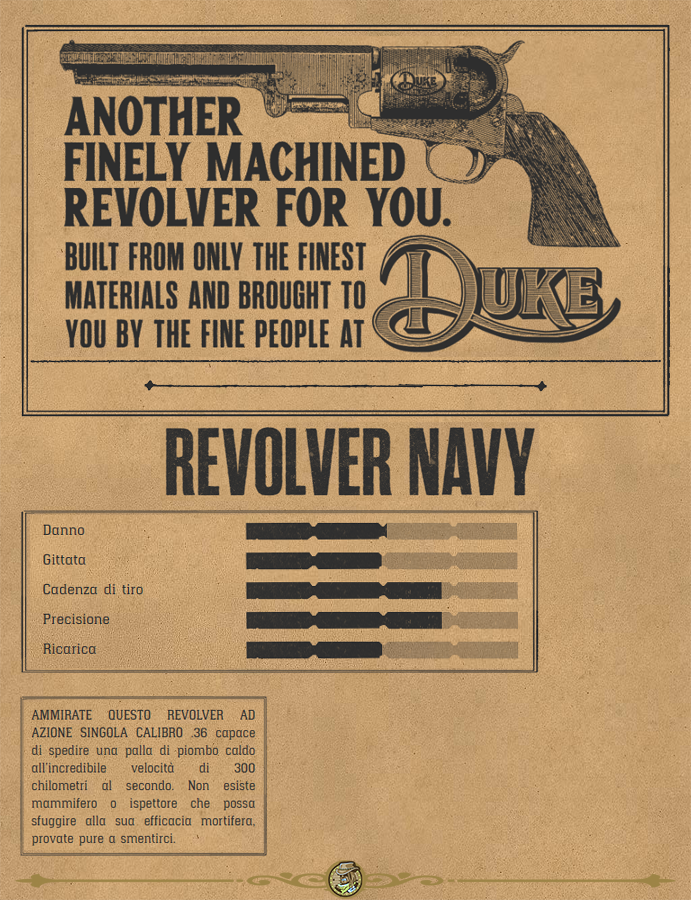 Duke
ANOTHER
FINELY MACHINED
REVOLVER FOR YOU.
BUILT FROM ONLY THE FINEST
MATERIALS AND BROUGHT TO
YOU BY THE FINE PEOPLE AT
DUKE
REVOLVER NAVY
Danno
Gittata
Cadenza di tiro
Precisione
Ricarica
AMMIRATE QUESTO REVOLVER AD
AZIONE SINGOLA CALIBRO .36 capace
di spedire una palla di piombo caldo
all'incredibile velocità di 300
chilometri al secondo. Non esiste
mammifero o ispettore che possa
sfuggire alla sua efficacia mortifera,
provate pure a smentirci.